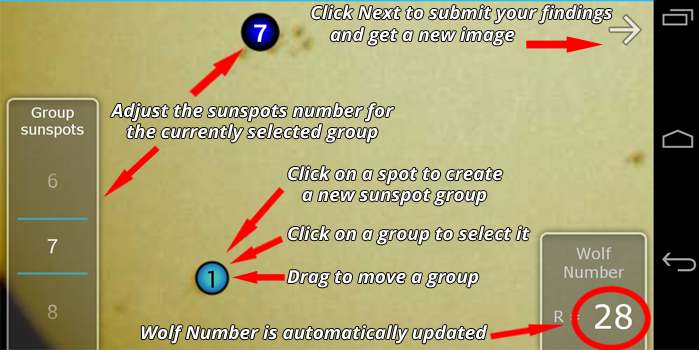 Click Next to submit your findings
and get a new image
7
Group
sunspots
6
7
8
Adjust the sunspots number for
the currently selected group
Click on a spot to create
a new sunspot group
Click on a group to select it
1
Drag to move a group
Wolf
Number
R = 28
Wolf Number is automatically updated